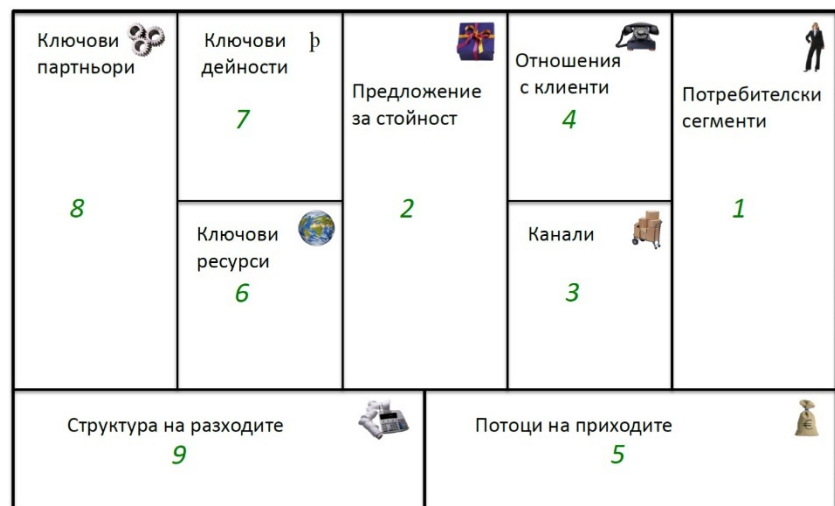 Ключови
партньори
8
Ключови
дейности
þ
7
Ключови
ресурси
6
Предложение
за стойност
2
Отношения
с клиенти
4
Канали
3
Потребителски
сегменти
1
Структура на разходите
9
Потоци на приходите
5
€